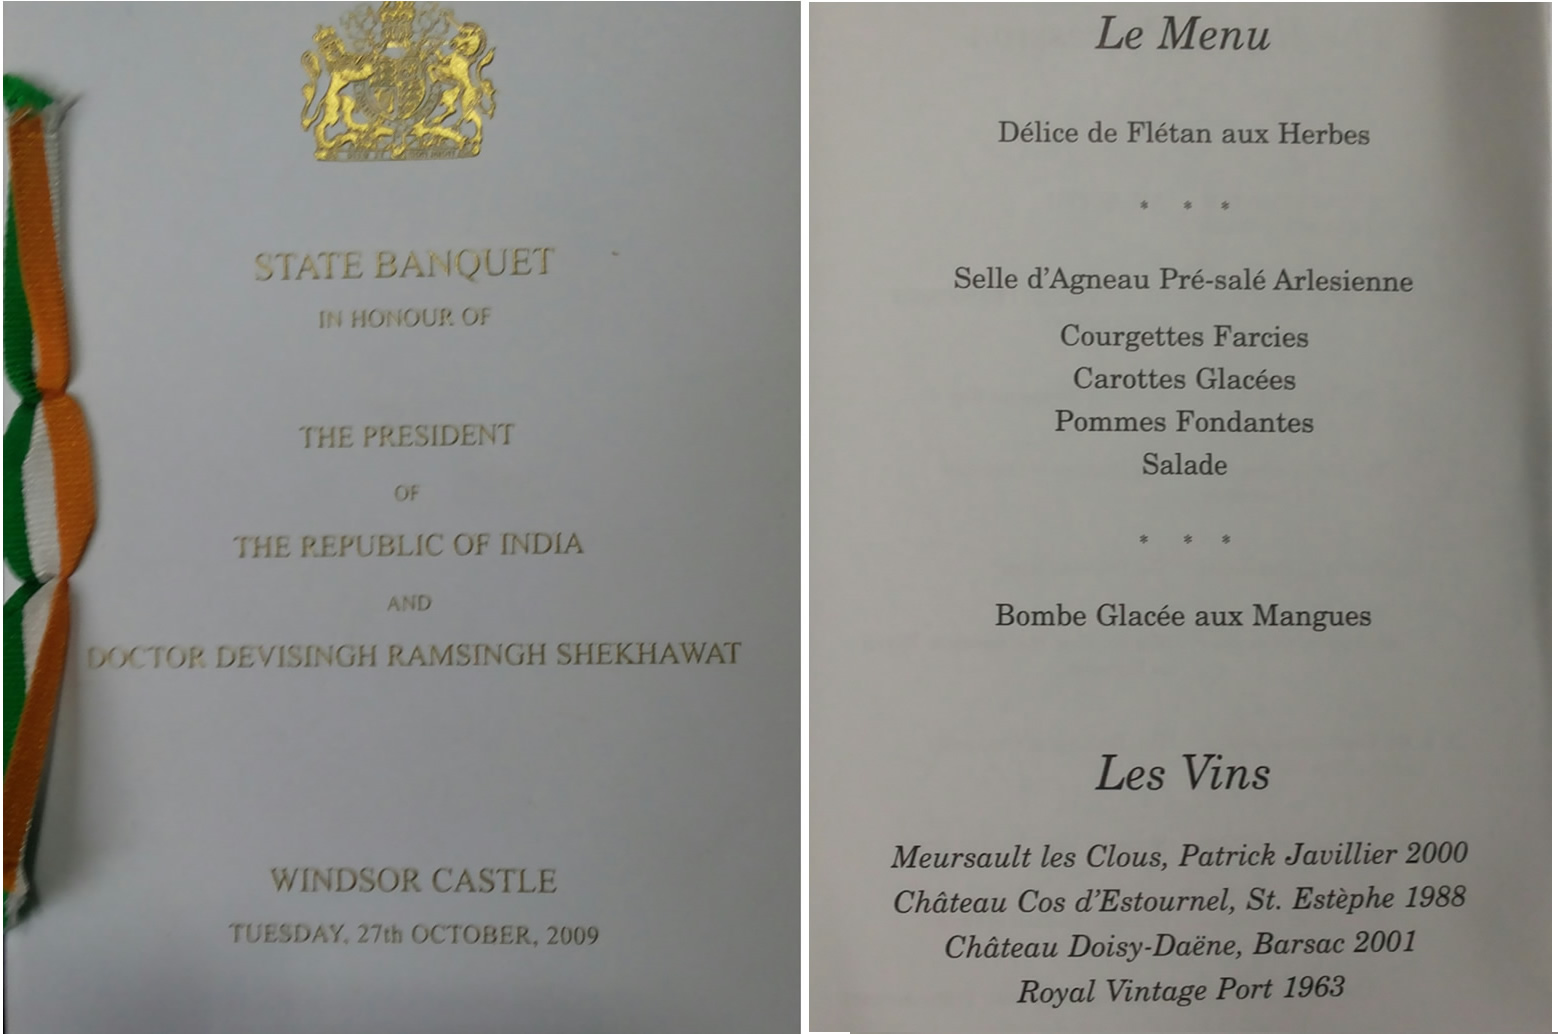 STATE BANQUET
IN HONOUR OF
THE PRESIDENT
OF
THE REPUBLIC OF INDIA
AND
DOCTOR DEVISINGH RAMSINGH SHEKHAWAT
WINDSOR CASTLE
TUESDAY, 27th OCTOBER, 2009
Le Menu
Délice de Flétan aux Herbes
* * *
Selle d'Agneau Pré-salé Arlesienne
Courgettes Farcies
Carottes Glacées
Pommes Fondantes
Salade
* * *
Bombe Glacée aux Mangues
Les Vins
Meursault les Clous, Patrick Javillier 2000
Château Cos d'Estournel, St. Estèphe 1988
Château Doisy-Daëne, Barsac 2001
Royal Vintage Port 1963